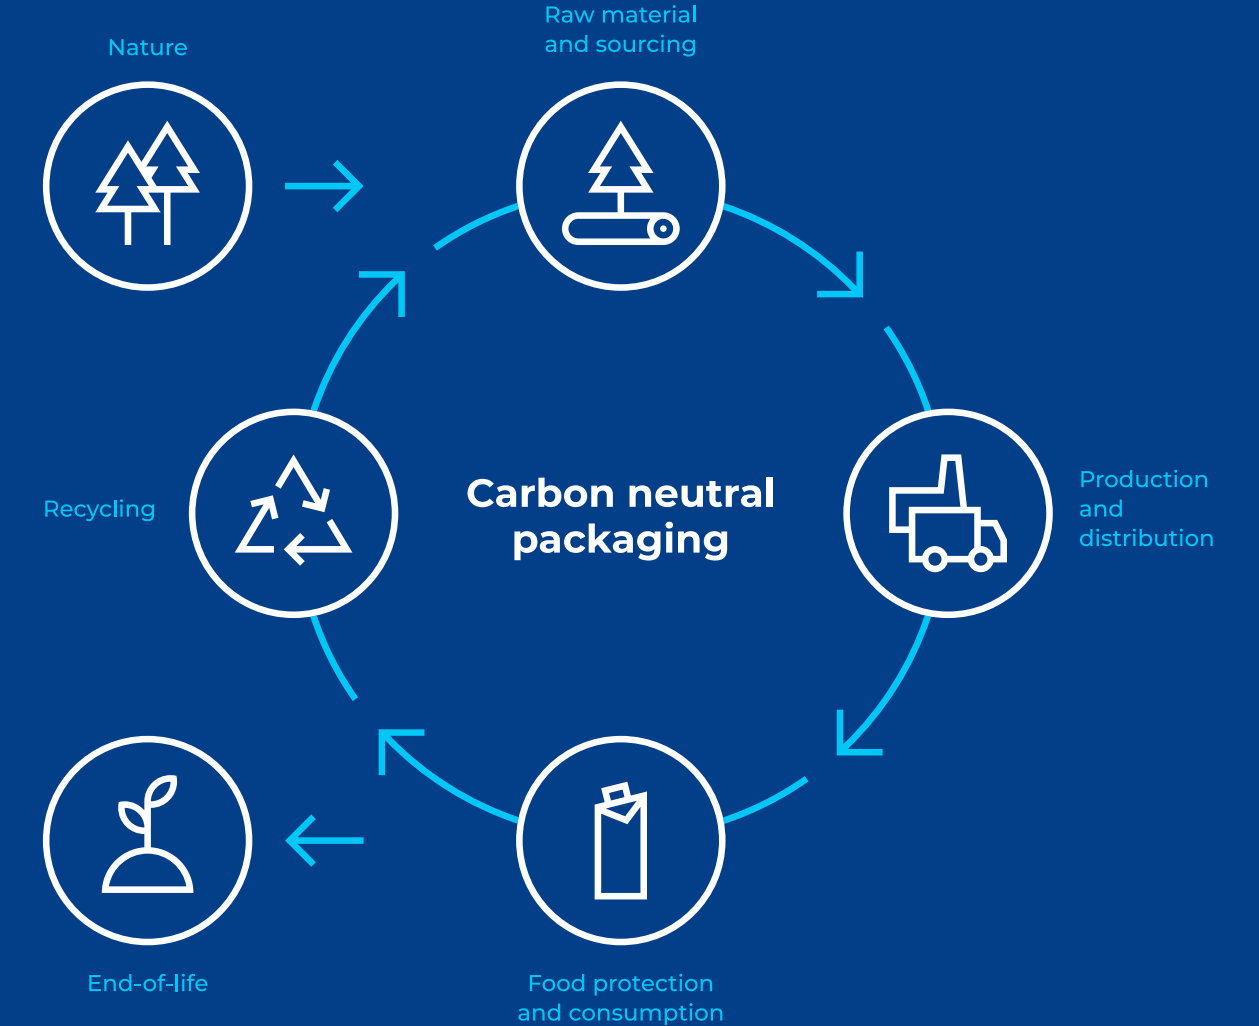 Raw material
and sourcing
Nature
Carbon neutral
packaging
Production
and
distribution
Recycling
End-of-life
Food protection
and consumption